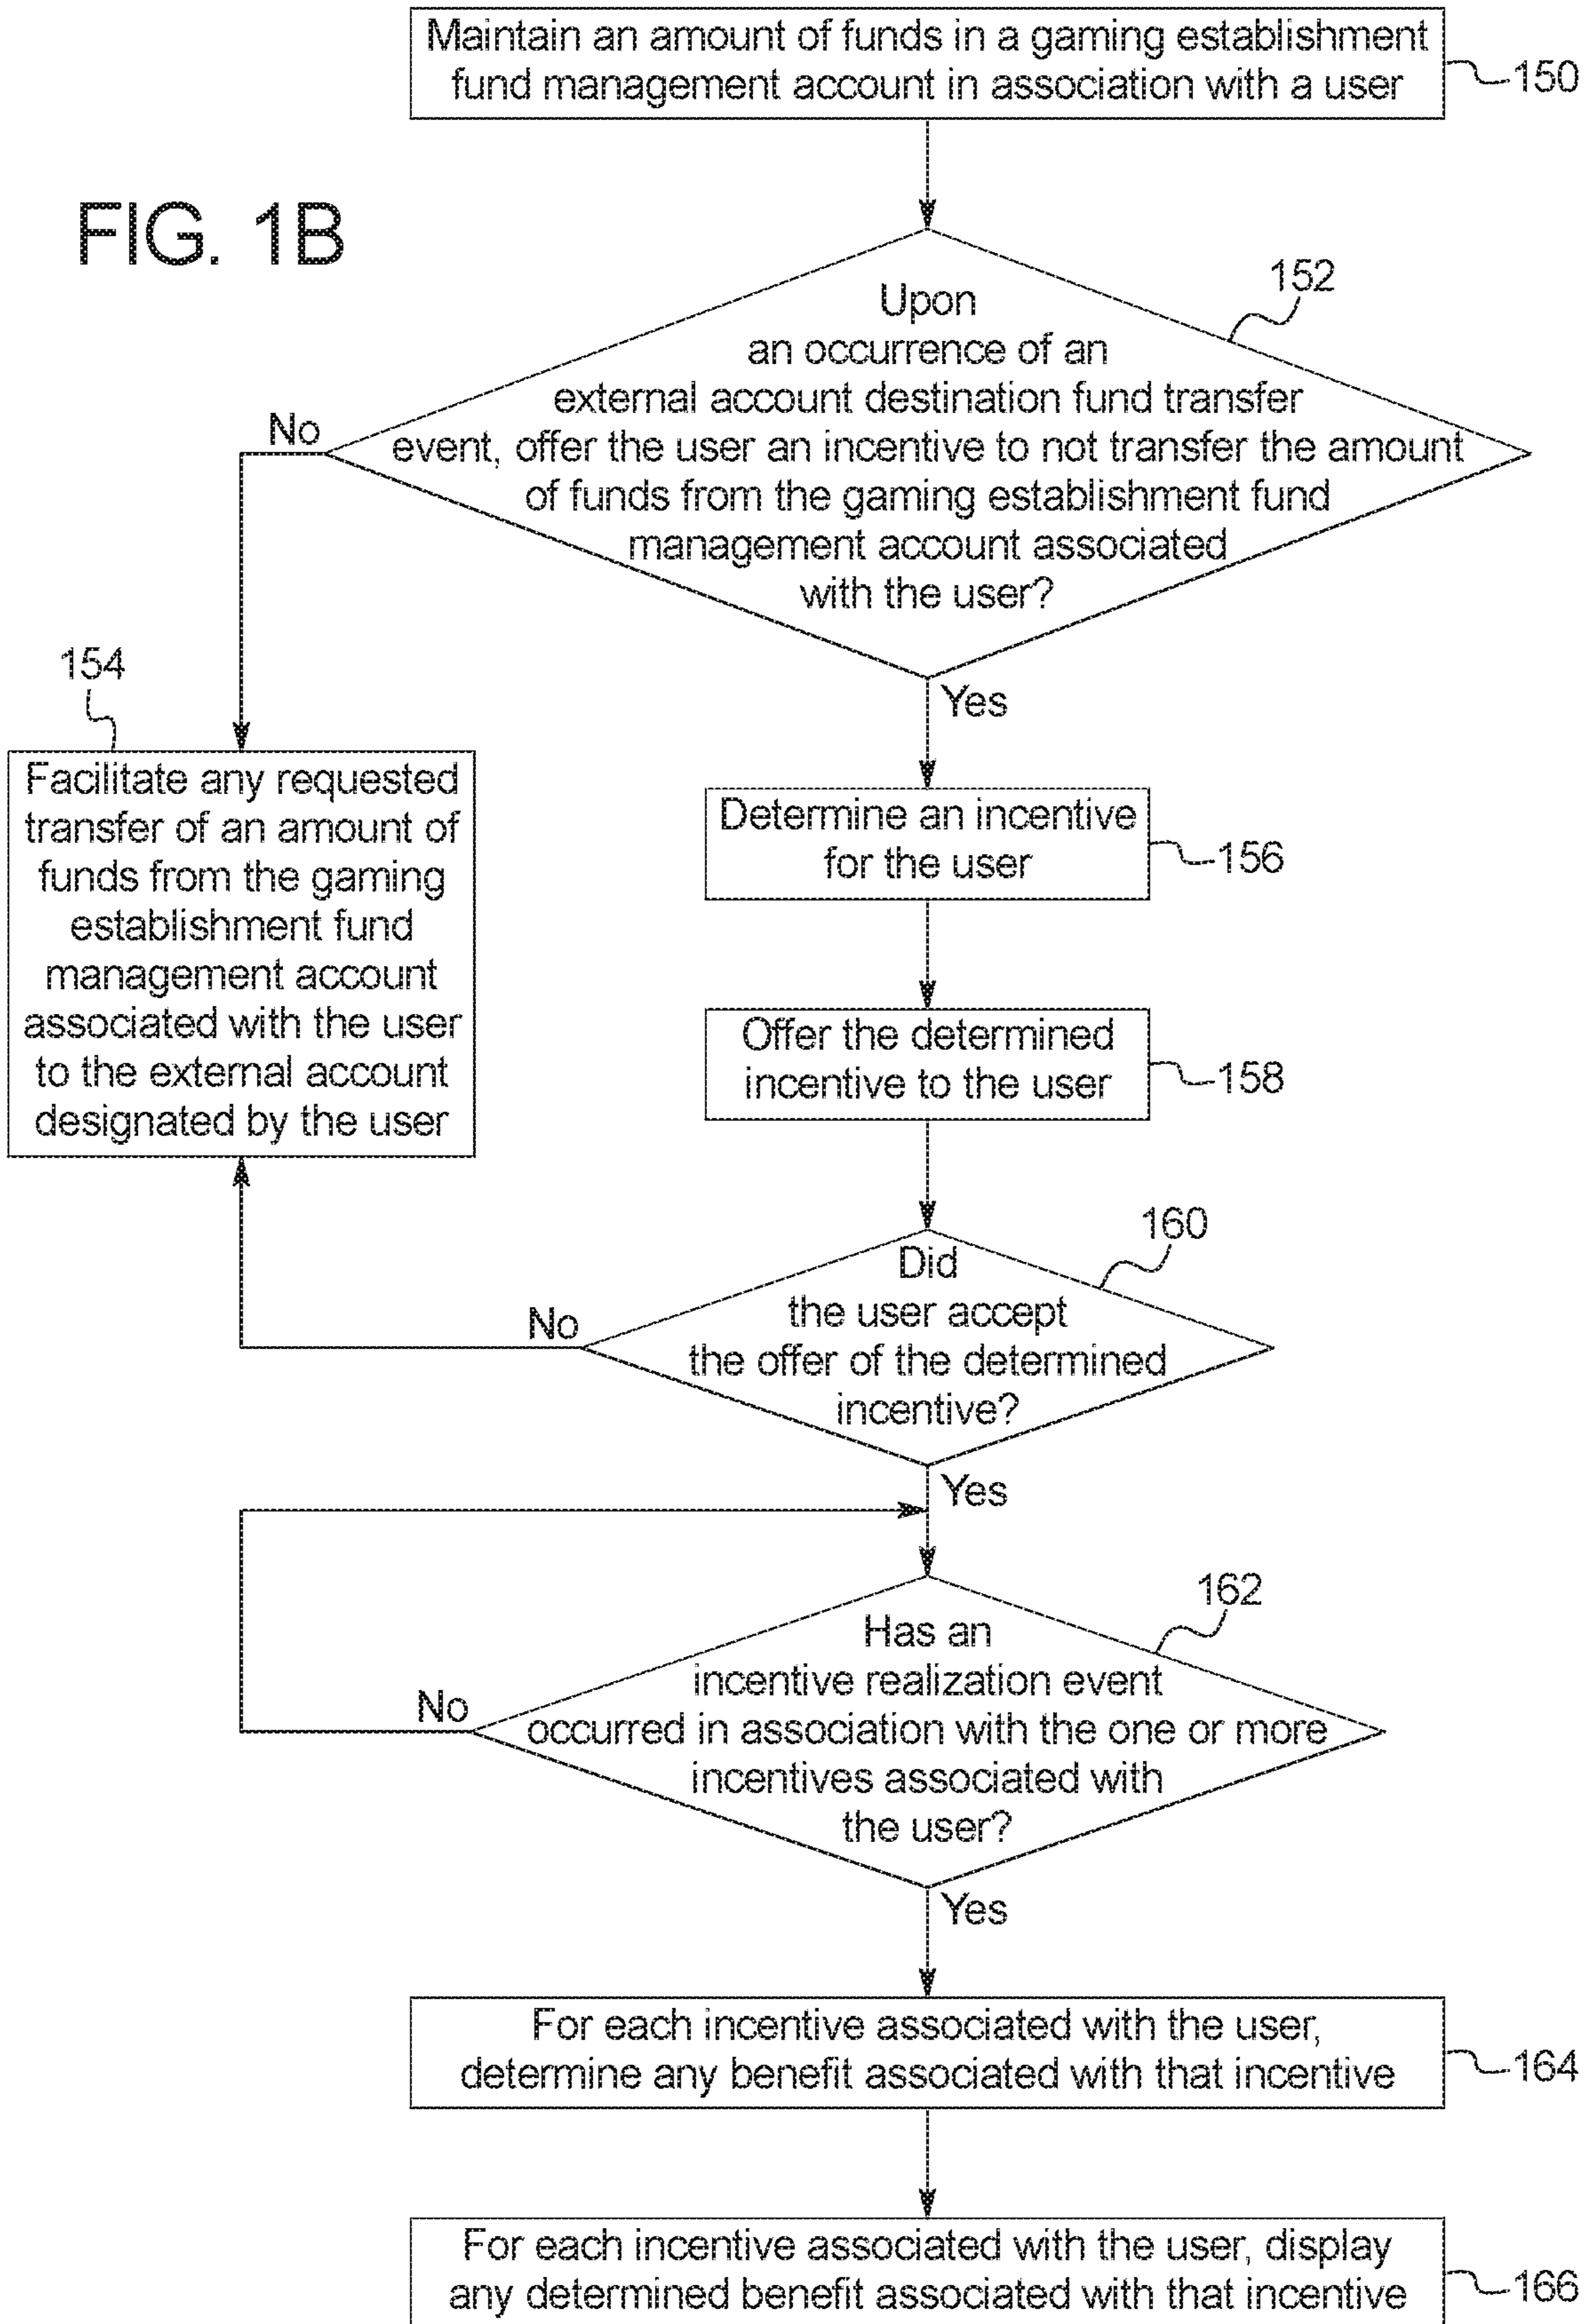 Maintain an amount of funds in a gaming establishment
fund management account in association with a user
150
FIG. 1B
152
Upon
an occurrence of an
external account destination fund transfer
event, offer the user an incentive to not transfer the amount
of funds from the gaming establishment fund
management account associated
with the user?
No
Yes
154
Facilitate any requested
transfer of an amount of
funds from the gaming
establishment fund
management account
associated with the user
to the external account
designated by the user
Determine an incentive
for the user
156
Offer the determined
incentive to the user
158
160
Did
the user accept
the offer of the determined
incentive?
No
Yes
162
Has an
incentive realization event
occurred in association with the one or more
incentives associated with
the user?
No
Yes
For each incentive associated with the user,
determine any benefit associated with that incentive
164
For each incentive associated with the user, display
any determined benefit associated with that incentive
166